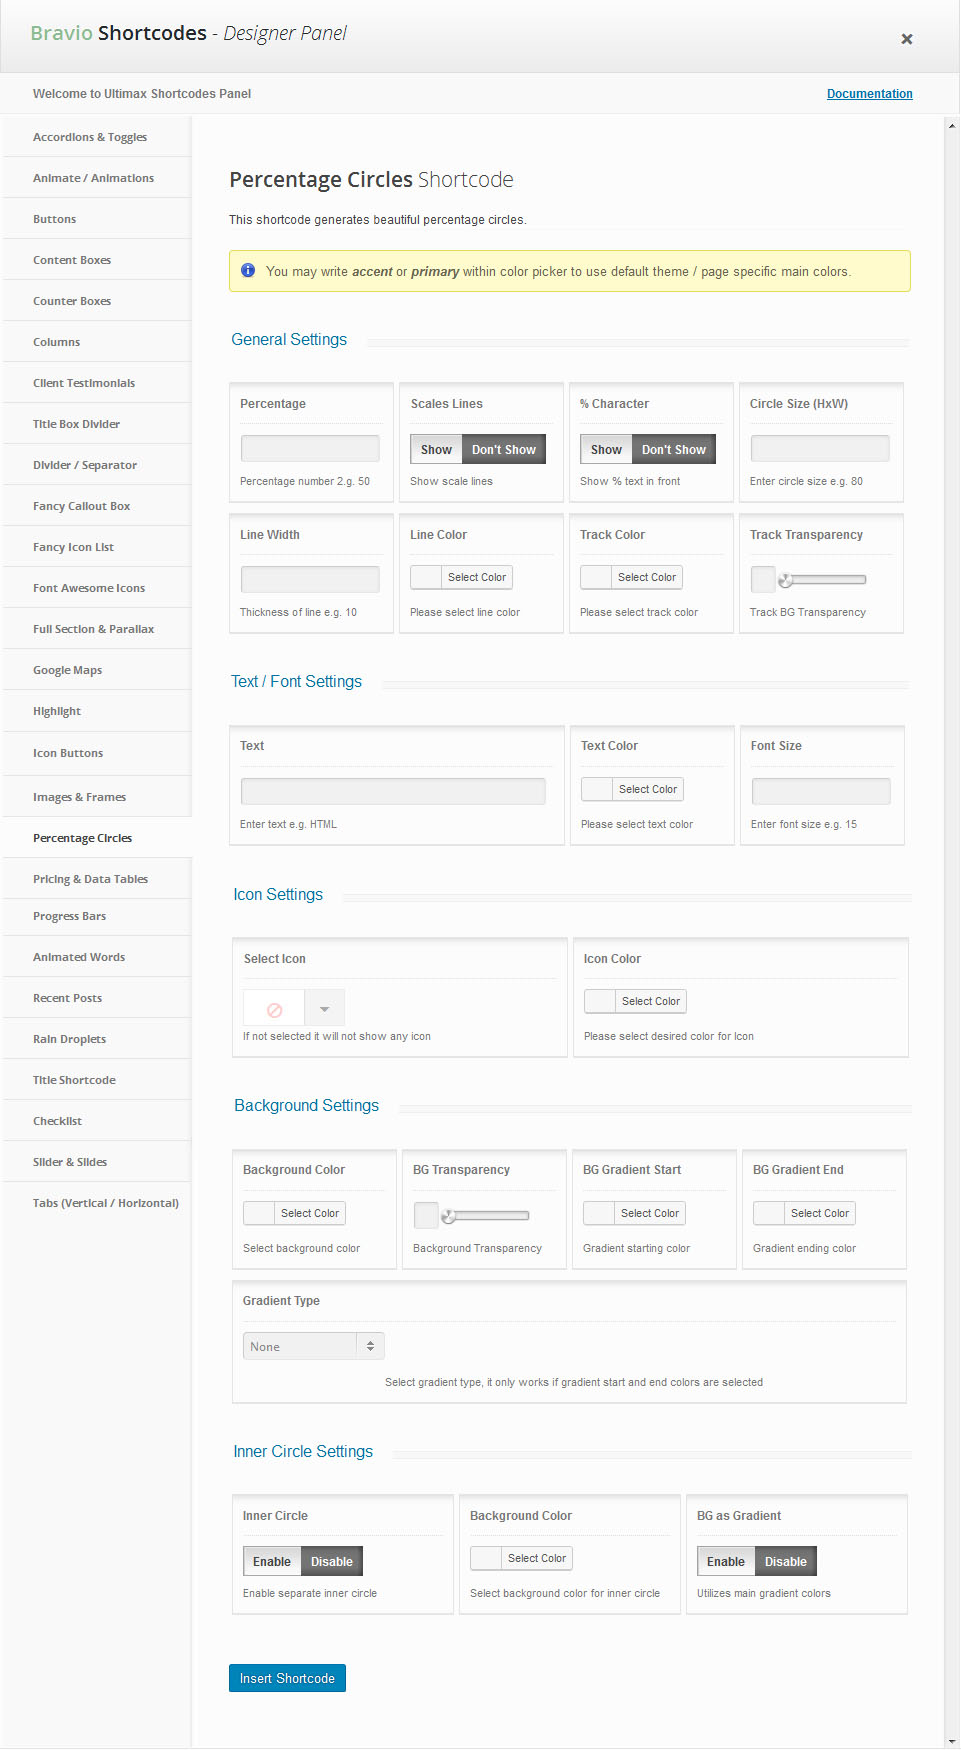 Bravio Shortcodes - Designer Panel
Welcome to Ultimax Shortcodes Panel
Documentation
Accordions & Toggles
Animate / Animations
Buttons
Content Boxes
Counter Boxes
Columns
Client Testimonials
Title Box Divider
Divider / Separator
Fancy Callout Box
Fancy Icon List
Font Awesome Icons
Full Section & Parallax
Google Maps
Highlight
Icon Buttons
Images & Frames
Percentage Circles
Pricing & Data Tables
Progress Bars
Animated Words
Recent Posts
Rain Droplets
Title Shortcode
Checklist
Slider & Slides
Tabs (Vertical / Horizontal)
Percentage Circles Shortcode
This shortcode generates beautiful percentage circles.
You may write accent or primary within color picker to use default theme / page specific main colors.
General Settings
Percentage
Scales Lines
% Character
Circle Size (HxW)
Show Don't Show
Show Don't Show
Percentage number 2.g. 50
Show scale lines
Show % text in front
Enter circle size e.g. 80
Line Width
Line Color
Track Color
Track Transparency
Select Color
Select Color
Thickness of line e.g. 10
Please select line color
Please select track color
Track BG Transparency
Text / Font Settings
Text
Text Color
Font Size
Select Color
Enter text e.g. HTML
Please select text color
Enter font size e.g. 15
Icon Settings
Select Icon
Icon Color
Select Color
If not selected it will not show any icon
Please select desired color for Icon
Background Settings
Background Color
BG Transparency
BG Gradient Start
BG Gradient End
Select Color
Select Color
Select Color
Select background color
Background Transparency
Gradient starting color
Gradient ending color
Gradient Type
None
Select gradient type, it only works if gradient start and end colors are selected
Inner Circle Settings
Inner Circle
Background Color
BG as Gradient
Enable Disable
Select Color
Enable Disable
Enable separate inner circle
Select background color for inner circle
Utilizes main gradient colors
Insert Shortcode